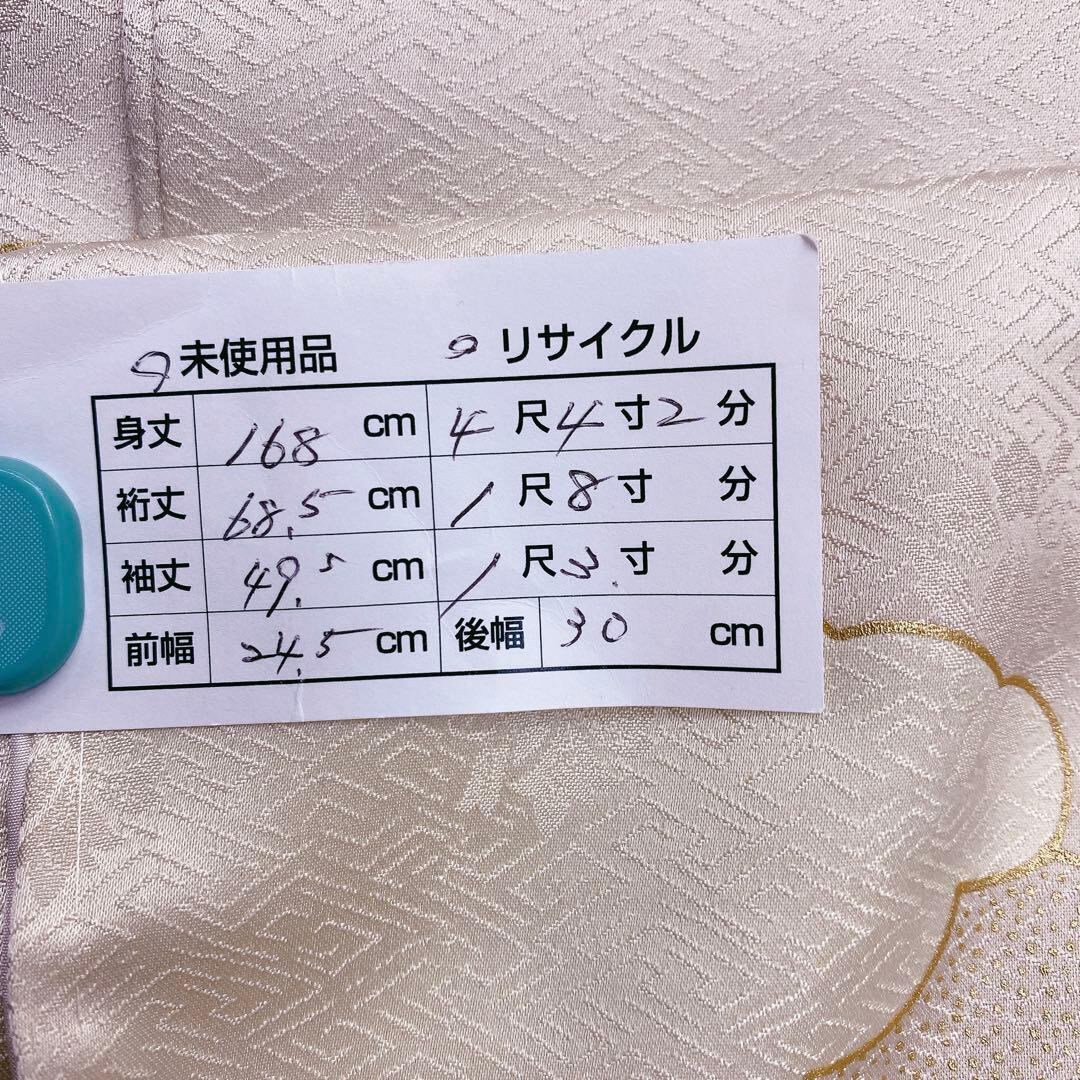 未使用品 リサイクル
身丈 168 cm 4 尺 4 寸 2 分
裄丈 68.5 cm 1 尺 8 寸 分
袖丈 49.5 cm 1 尺 3 寸 分
前幅 24.5 cm 後幅 30 cm